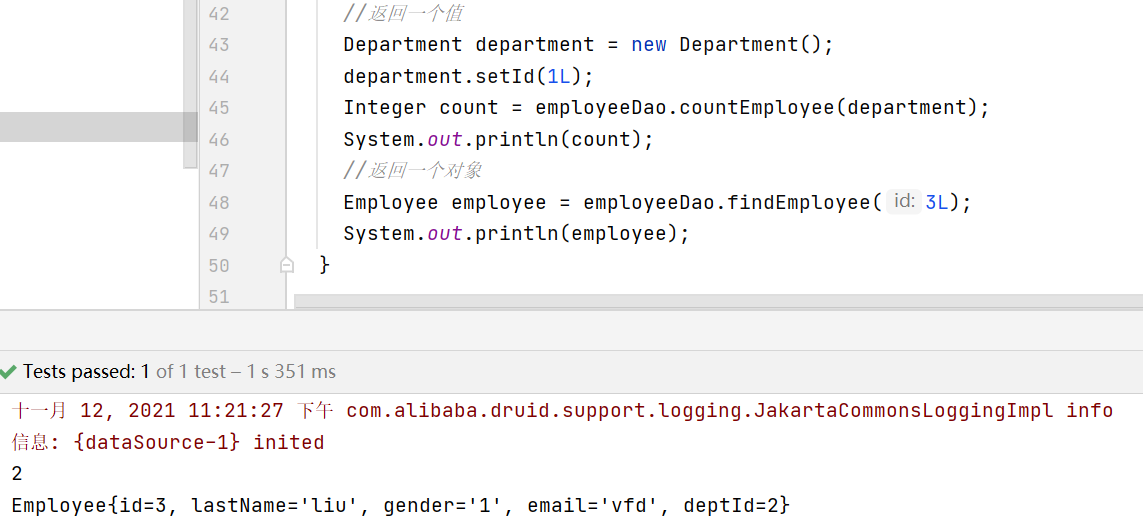 42 //返回一个值
43 Department department = new Department();
44 department.setId(1L);
45 Integer count = employeeDao.countEmployee(department);
46 System.out.println(count);
47 //返回一个对象
48 Employee employee = employeeDao.findEmployee( id: 3L);
49 System.out.println(employee);
50 }
51
Tests passed: 1 of 1 test – 1 s 351 ms
十一月 12, 2021 11:21:27 下午 com.alibaba.druid.support.logging.JakartaCommonsLoggingImpl info
信息: {dataSource-1} inited
2
Employee{id=3, lastName='liu', gender='1', email='vfd', deptId=2}